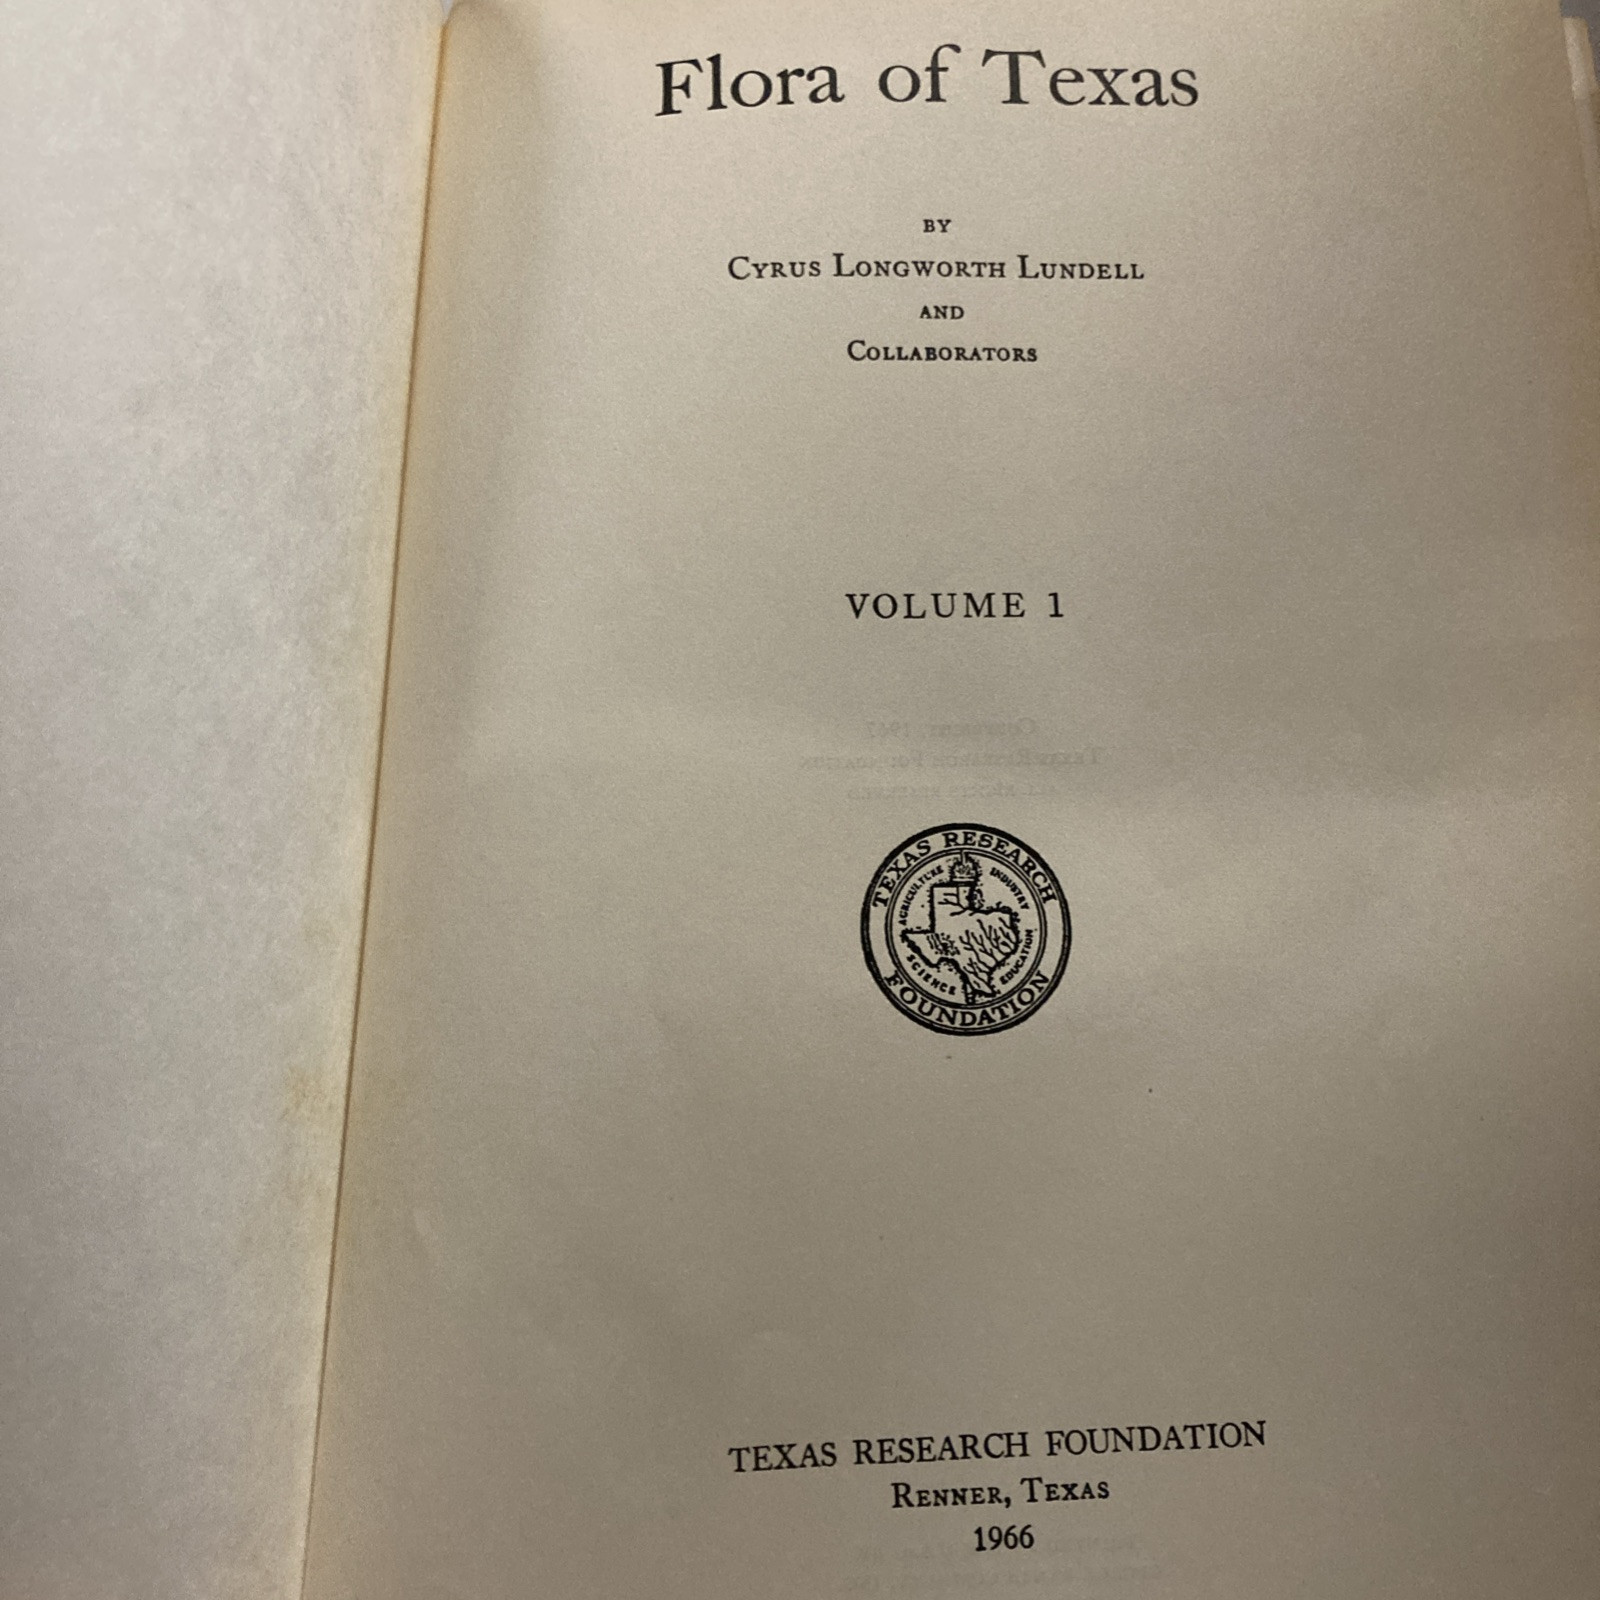 Flora of Texas
BY
CYRUS LONGWORTH LUNDELL
AND
COLLABORATORS
VOLUME 1
TEXAS RESEARCH
AGRICULTURE INDUSTRY
SCIENCE EDUCATION
FOUNDATION
TEXAS RESEARCH FOUNDATION
RENNER, TEXAS
1966